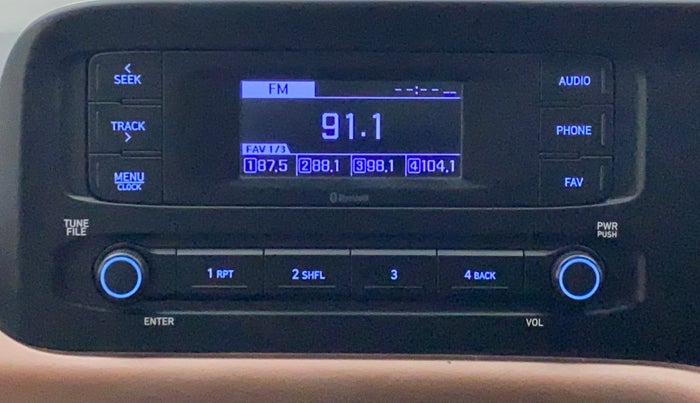 <
SEEK
TRACK
>
MENU
CLOCK
FM --:-- --
91.1
FAV 1/3
1 87.5 2 88.1 3 98.1 4 104.1
Bluetooth
AUDIO
PHONE
FAV
TUNE
FILE
PWR
PUSH
1 RPT 2 SHFL 3 4 BACK
ENTER VOL